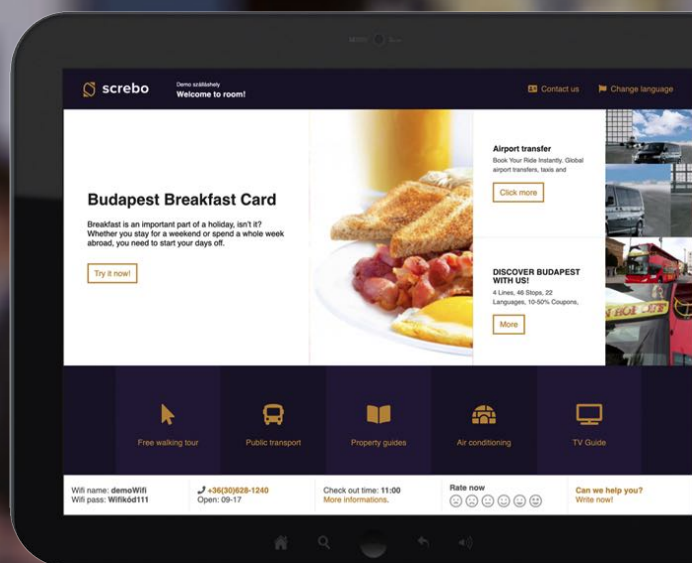 screbo
Demo szálláshely
Welcome to room!
Contact us
Change language
Budapest Breakfast Card
Breakfast is an important part of a holiday, isn't it?
Whether you stay for a weekend or spend a whole week
abroad, you need to start your days off.
Try it now!
Airport transfer
Book Your Ride Instantly. Global
airport transfers, taxis and
Click more
DISCOVER BUDAPEST
WITH US!
4 Lines, 46 Stops, 22
Languages, 10-50% Coupons,
More
Free walking tour
Public transport
Property guides
Air conditioning
TV Guide
Wifi name: demoWifi
Wifi pass: Wifikód111
+36(30)628-1240
Open: 09-17
Check out time: 11:00
More informations.
Rate now
Can we help you?
Write now!